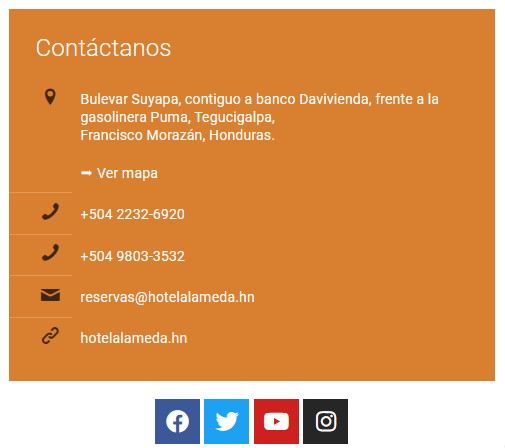 Contáctanos
Bulevar Suyapa, contiguo a banco Davivienda, frente a la
gasolinera Puma, Tegucigalpa,
Francisco Morazán, Honduras.
➡ Ver mapa
+504 2232-6920
+504 9803-3532
reservas@hotelalameda.hn
hotelalameda.hn